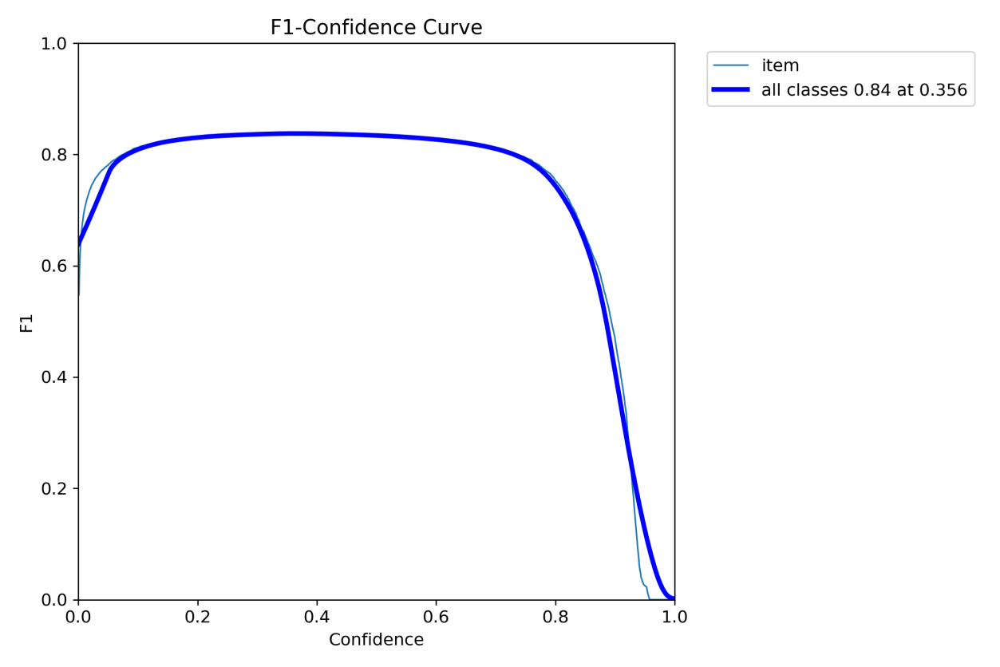 F1-Confidence Curve
1.0
0.8
0.6
0.4
0.2
0.0
F1
0.0 0.2 0.4 0.6 0.8 1.0
Confidence
item
all classes 0.84 at 0.356